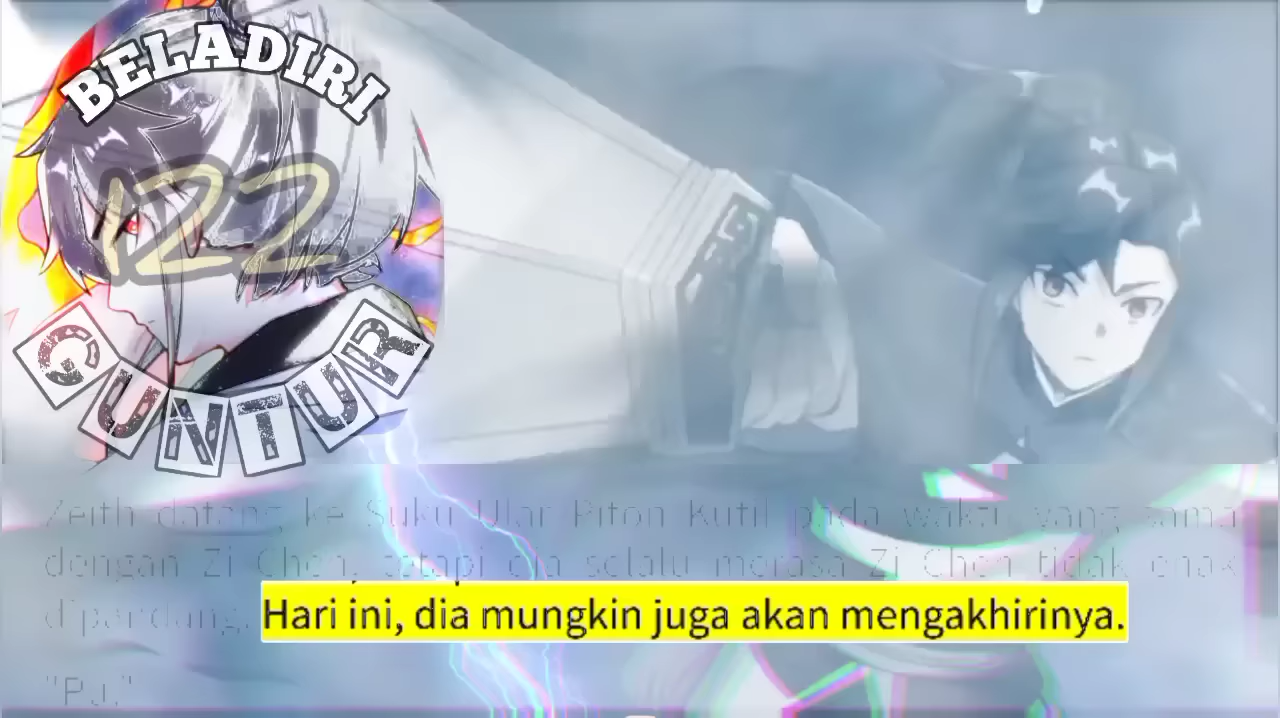 BELADIRI
122
GUNTUR
Zeith datang ke Suku Ular Piton Kutil pada waktu yang sama
dengan Zi Chen, tetapi dia selalu merasa Zi Chen tidak enak
dipandang.
Hari ini, dia mungkin juga akan mengakhirinya.
"Pu."